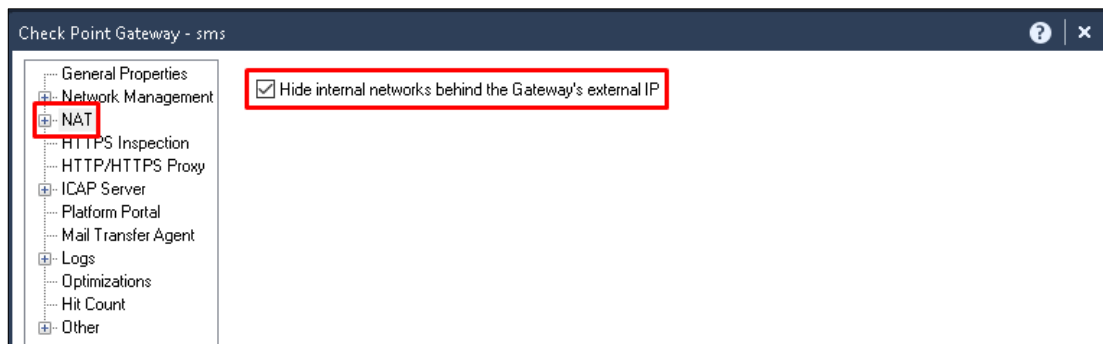 Check Point Gateway - sms
General Properties
Network Management
NAT
HTTPS Inspection
HTTP/HTTPS Proxy
ICAP Server
Platform Portal
Mail Transfer Agent
Logs
Optimizations
Hit Count
Other
Hide internal networks behind the Gateway's external IP